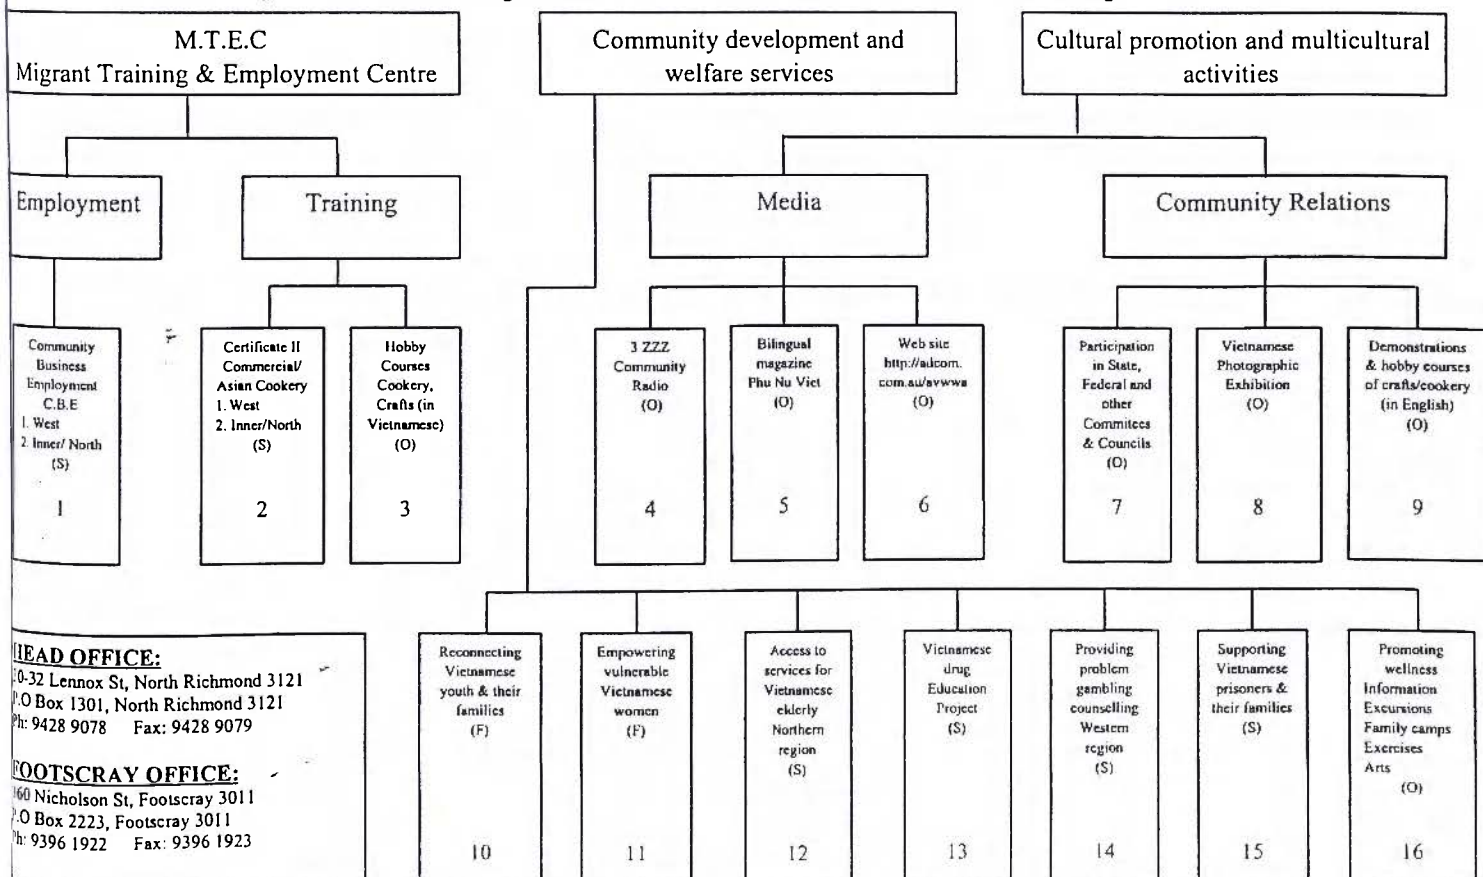 M.T.E.C
Migrant Training & Employment Centre
Community development and
welfare services
Cultural promotion and multicultural
activities
Employment
Training
Media
Community Relations
Community
Business
Employment
C.B.E
1. West
2. Inner/ North
(S)
1
Certificate II
Commercial/
Asian Cookery
1. West
2. Inner/North
(S)
2
Hobby
Courses
Cookery,
Crafts (in
Vietnamese)
(O)
3
3 ZZZ
Community
Radio
(O)
4
Bilingual
magazine
Phu Nu Viet
(O)
5
Web site
http://adcom.
com.au/avwwa
(O)
6
Participation
in State,
Federal and
other
Commitees
& Councils
(O)
7
Vietnamese
Photographic
Exhibition
(O)
8
Demonstrations
& hobby courses
of crafts/cookery
(in English)
(O)
9
HEAD OFFICE:
0-32 Lennox St, North Richmond 3121
P.O Box 1301, North Richmond 3121
Ph: 9428 9078 Fax: 9428 9079
FOOTSCRAY OFFICE:
160 Nicholson St, Footscray 3011
P.O Box 2223, Footscray 3011
Ph: 9396 1922 Fax: 9396 1923
Reconnecting
Vietnamese
youth & their
families
(F)
10
Empowering
vulnerable
Vietnamese
women
(F)
11
Access to
services for
Vietnamese
elderly
Northern
region
(S)
12
Vietnamese
drug
Education
Project
(S)
13
Providing
problem
gambling
counselling
Western
region
(S)
14
Supporting
Vietnamese
prisoners &
their families
(S)
15
Promoting
wellness
Information
Excursions
Family camps
Exercises
Arts
(O)
16